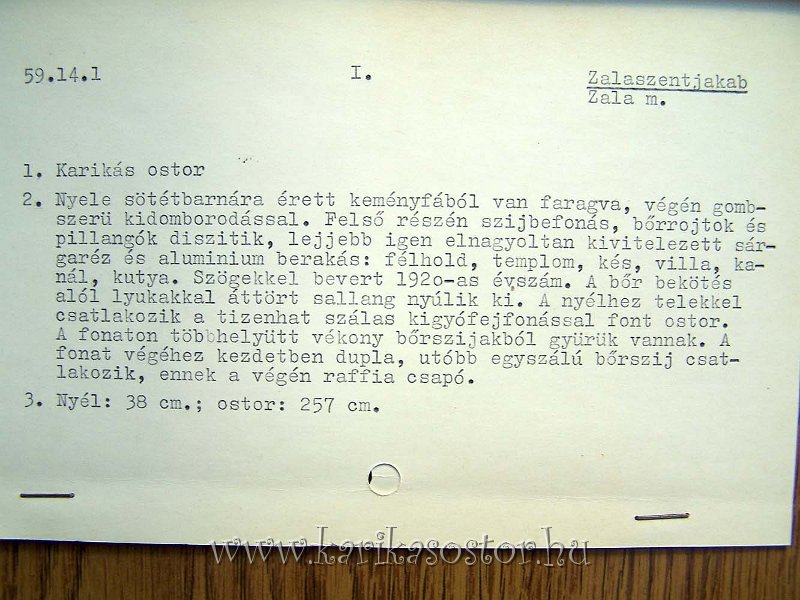 59.14.1 I. Zalaszentjakab
Zala m.
1. Karikás ostor
2. Nyele sötétbarnára érett keményfából van faragva, végén gomb-
szerü kidomborodással. Felső részén szijbefonás, bőrrojtok és
pillangók diszitik, lejjebb igen elnagyoltan kivitelezett sár-
garéz és aluminium berakás: félhold, templom, kés, villa, ka-
nál, kutya. Szögekkel bevert 192o-as évszám. A bőr bekötés
alól lyukakkal áttört sallang nyúlik ki. A nyélhez telekkel
csatlakozik a tizenhat szálas kigyófejfonással font ostor.
A fonaton többhelyütt vékony bőrszijakból gyürük vannak. A
fonat végéhez kezdetben dupla, utóbb egyszálú bőrszij csat-
lakozik, ennek a végén raffia csapó.
3. Nyél: 38 cm.; ostor: 257 cm.
www.karikasostor.hu